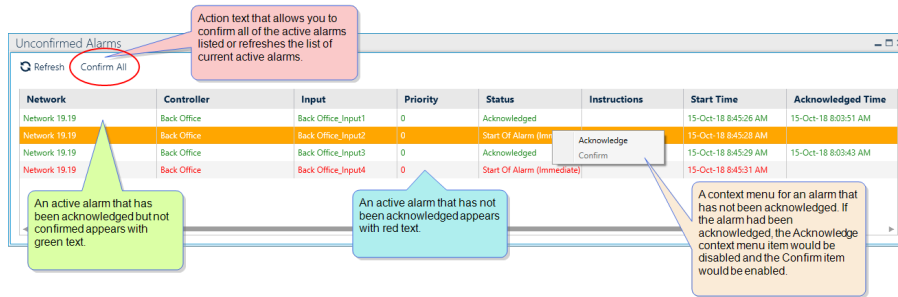 Action text that allows you to
confirm all of the active alarms
listed or refreshes the list of
current active alarms.
Unconfirmed Alarms
Refresh Confirm All
Network Controller Input Priority Status Instructions Start Time Acknowledged Time
Network 19.19 Back Office Back Office_Input1 0 Acknowledged 15-Oct-18 8:45:26 AM 15-Oct-18 8:03:51 AM
Network 19.19 Back Office Back Office_Input2 0 Start Of Alarm (Imm 15-Oct-18 8:45:28 AM
Acknowledge
Network 19.19 Back Office Back Office_Input3 0 Acknowledged 15-Oct-18 8:45:29 AM 15-Oct-18 8:03:43 AM
Confirm
Network 19.19 Back Office Back Office_Input4 0 Start Of Alarm (Immediate) 15-Oct-18 8:45:31 AM
An active alarm that has
been acknowledged but not
confirmed appears with
green text.
An active alarm that has not
been acknowledged appears
with red text.
A context menu for an alarm that
has not been acknowledged. If
the alarm had been
acknowledged, the Acknowledge
context menu item would be
disabled and the Confirm item
would be enabled.